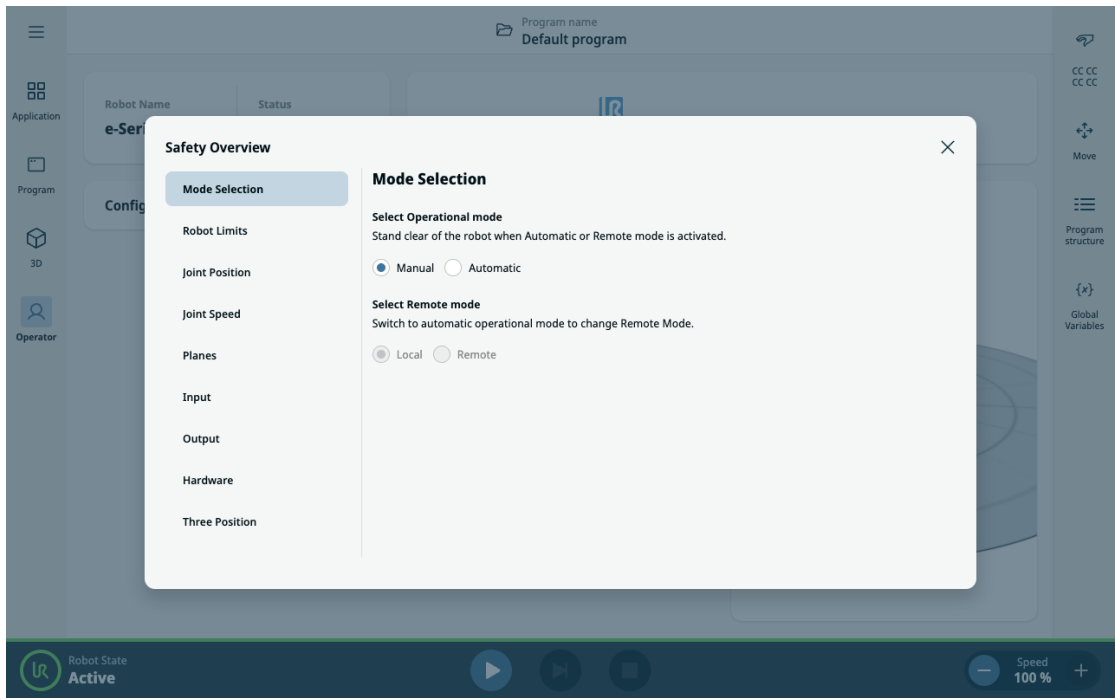 Program name
Default program
Application
Program
3D
Operator
Robot Name
Status
e-Seri
Config
Safety Overview
Mode Selection
Robot Limits
Joint Position
Joint Speed
Planes
Input
Output
Hardware
Three Position
Mode Selection
Select Operational mode
Stand clear of the robot when Automatic or Remote mode is activated.
Manual Automatic
Select Remote mode
Switch to automatic operational mode to change Remote Mode.
Local Remote
CC CC
CC CC
Move
Program
structure
{x}
Global
Variables
Robot State
Active
Speed
100 %